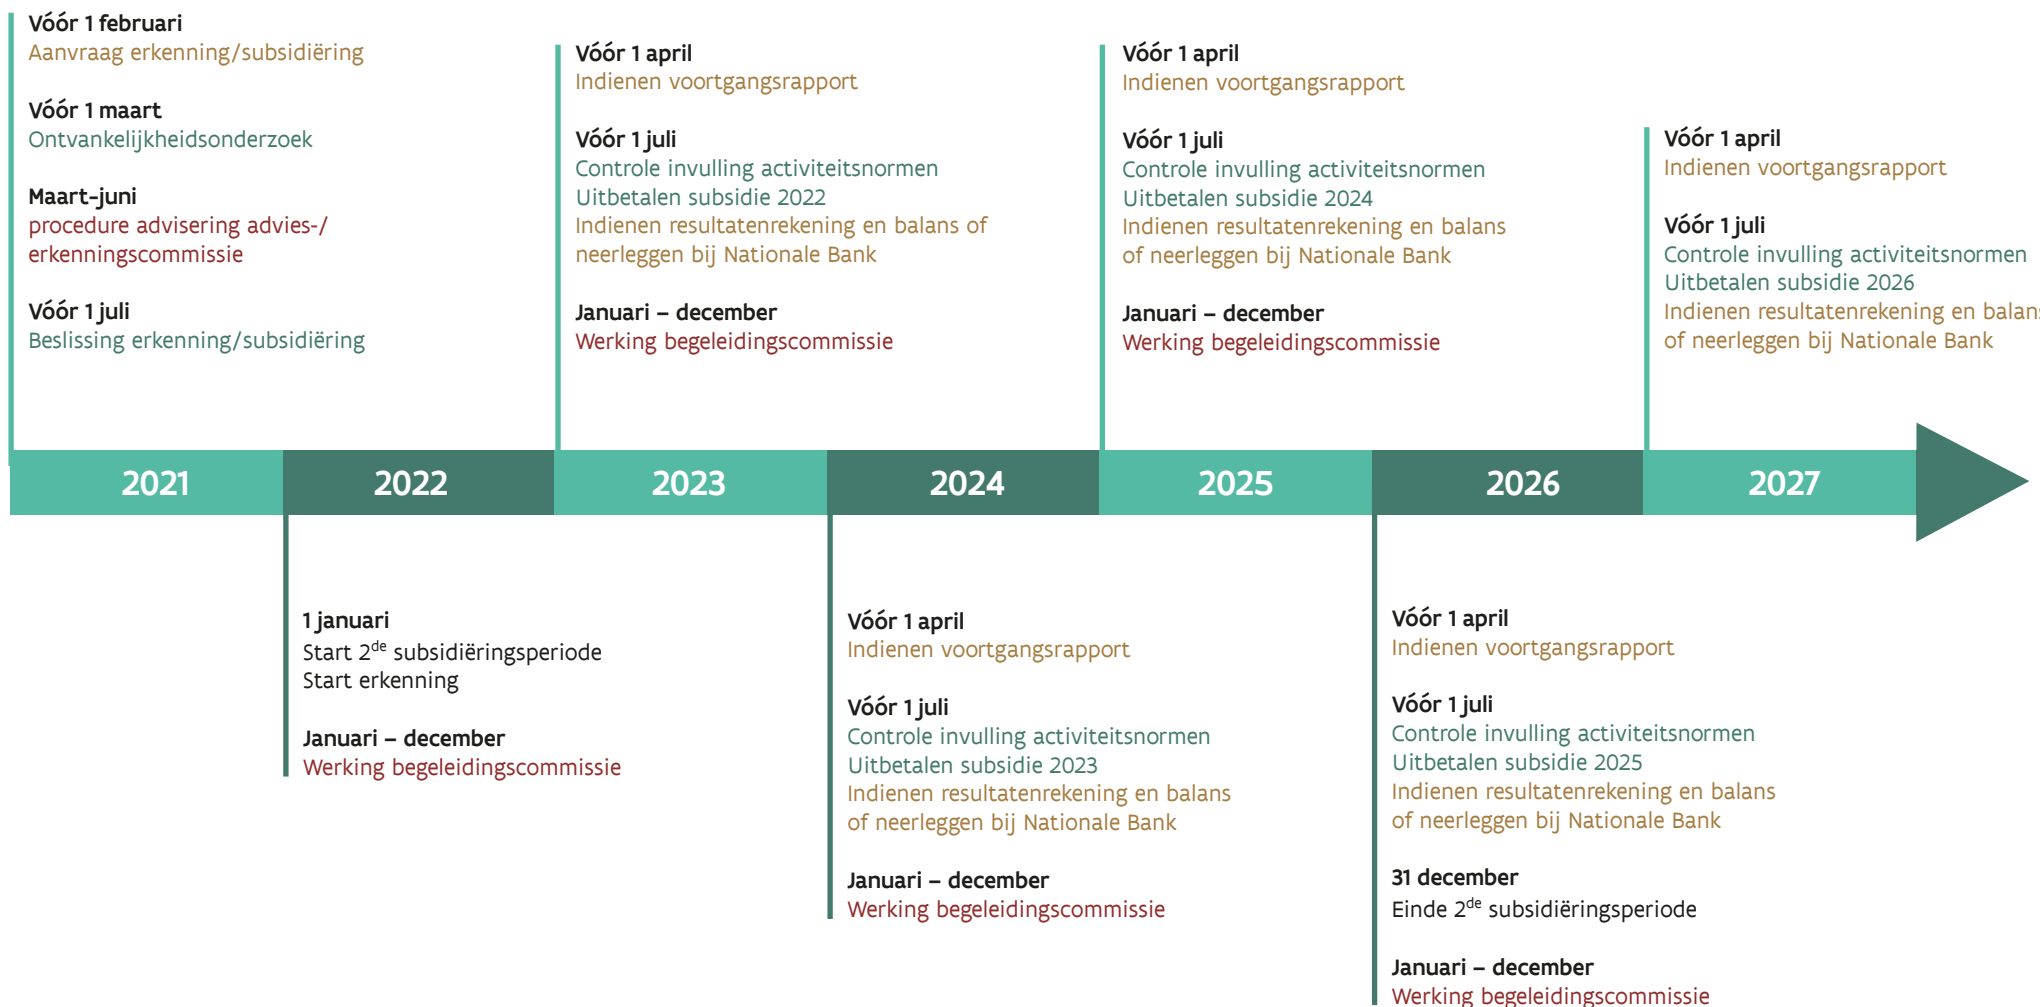 Vóór 1 februari
Aanvraag erkenning/subsidiëring
Vóór 1 maart
Ontvankelijkheidsonderzoek
Maart-juni
procedure advisering advies-/
erkenningscommissie
Vóór 1 juli
Beslissing erkenning/subsidiëring
Vóór 1 april
Indienen voortgangsrapport
Vóór 1 juli
Controle invulling activiteitsnormen
Uitbetalen subsidie 2022
Indienen resultatenrekening en balans of
neerleggen bij Nationale Bank
Januari – december
Werking begeleidingscommissie
Vóór 1 april
Indienen voortgangsrapport
Vóór 1 juli
Controle invulling activiteitsnormen
Uitbetalen subsidie 2024
Indienen resultatenrekening en balans
of neerleggen bij Nationale Bank
Januari – december
Werking begeleidingscommissie
Vóór 1 april
Indienen voortgangsrapport
Vóór 1 juli
Controle invulling activiteitsnormen
Uitbetalen subsidie 2026
Indienen resultatenrekening en balans
of neerleggen bij Nationale Bank
2021 2022 2023 2024 2025 2026 2027
1 januari
Start 2de subsidiëringsperiode
Start erkenning
Januari – december
Werking begeleidingscommissie
Vóór 1 april
Indienen voortgangsrapport
Vóór 1 juli
Controle invulling activiteitsnormen
Uitbetalen subsidie 2023
Indienen resultatenrekening en balans
of neerleggen bij Nationale Bank
Januari – december
Werking begeleidingscommissie
Vóór 1 april
Indienen voortgangsrapport
Vóór 1 juli
Controle invulling activiteitsnormen
Uitbetalen subsidie 2025
Indienen resultatenrekening en balans
of neerleggen bij Nationale Bank
31 december
Einde 2de subsidiëringsperiode
Januari – december
Werking begeleidingscommissie